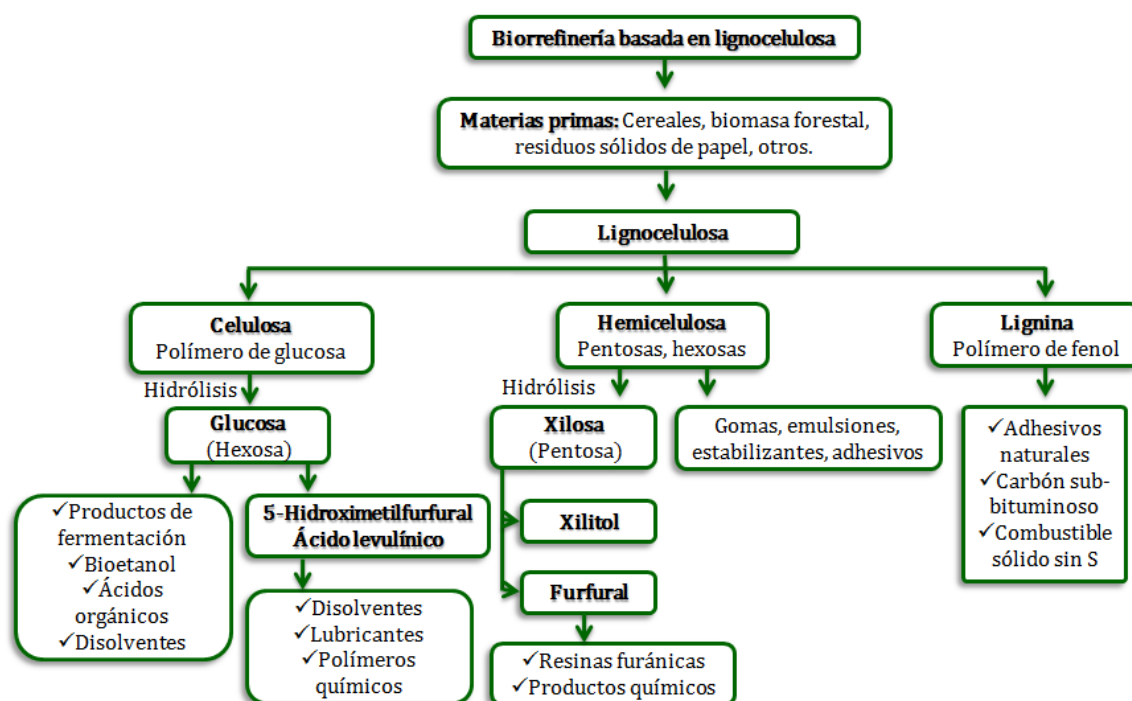 Biorrefinería basada en lignocelulosa
Materias primas: Cereales, biomasa forestal,
residuos sólidos de papel, otros.
Lignocelulosa
Celulosa
Polímero de glucosa
Hemicelulosa
Pentosas, hexosas
Lignina
Polímero de fenol
Hidrólisis
Hidrólisis
Glucosa
(Hexosa)
Xilosa
(Pentosa)
Gomas, emulsiones,
estabilizantes, adhesivos
✓Adhesivos
naturales
✓Carbón sub-
bituminoso
✓Combustible
sólido sin S
✓Productos de
fermentación
✓Bioetanol
✓Ácidos
orgánicos
✓Disolventes
5-Hidroximetilfurfural
Ácido levulínico
Xilitol
Furfural
✓Disolventes
✓Lubricantes
✓Polímeros
químicos
✓Resinas furánicas
✓Productos químicos